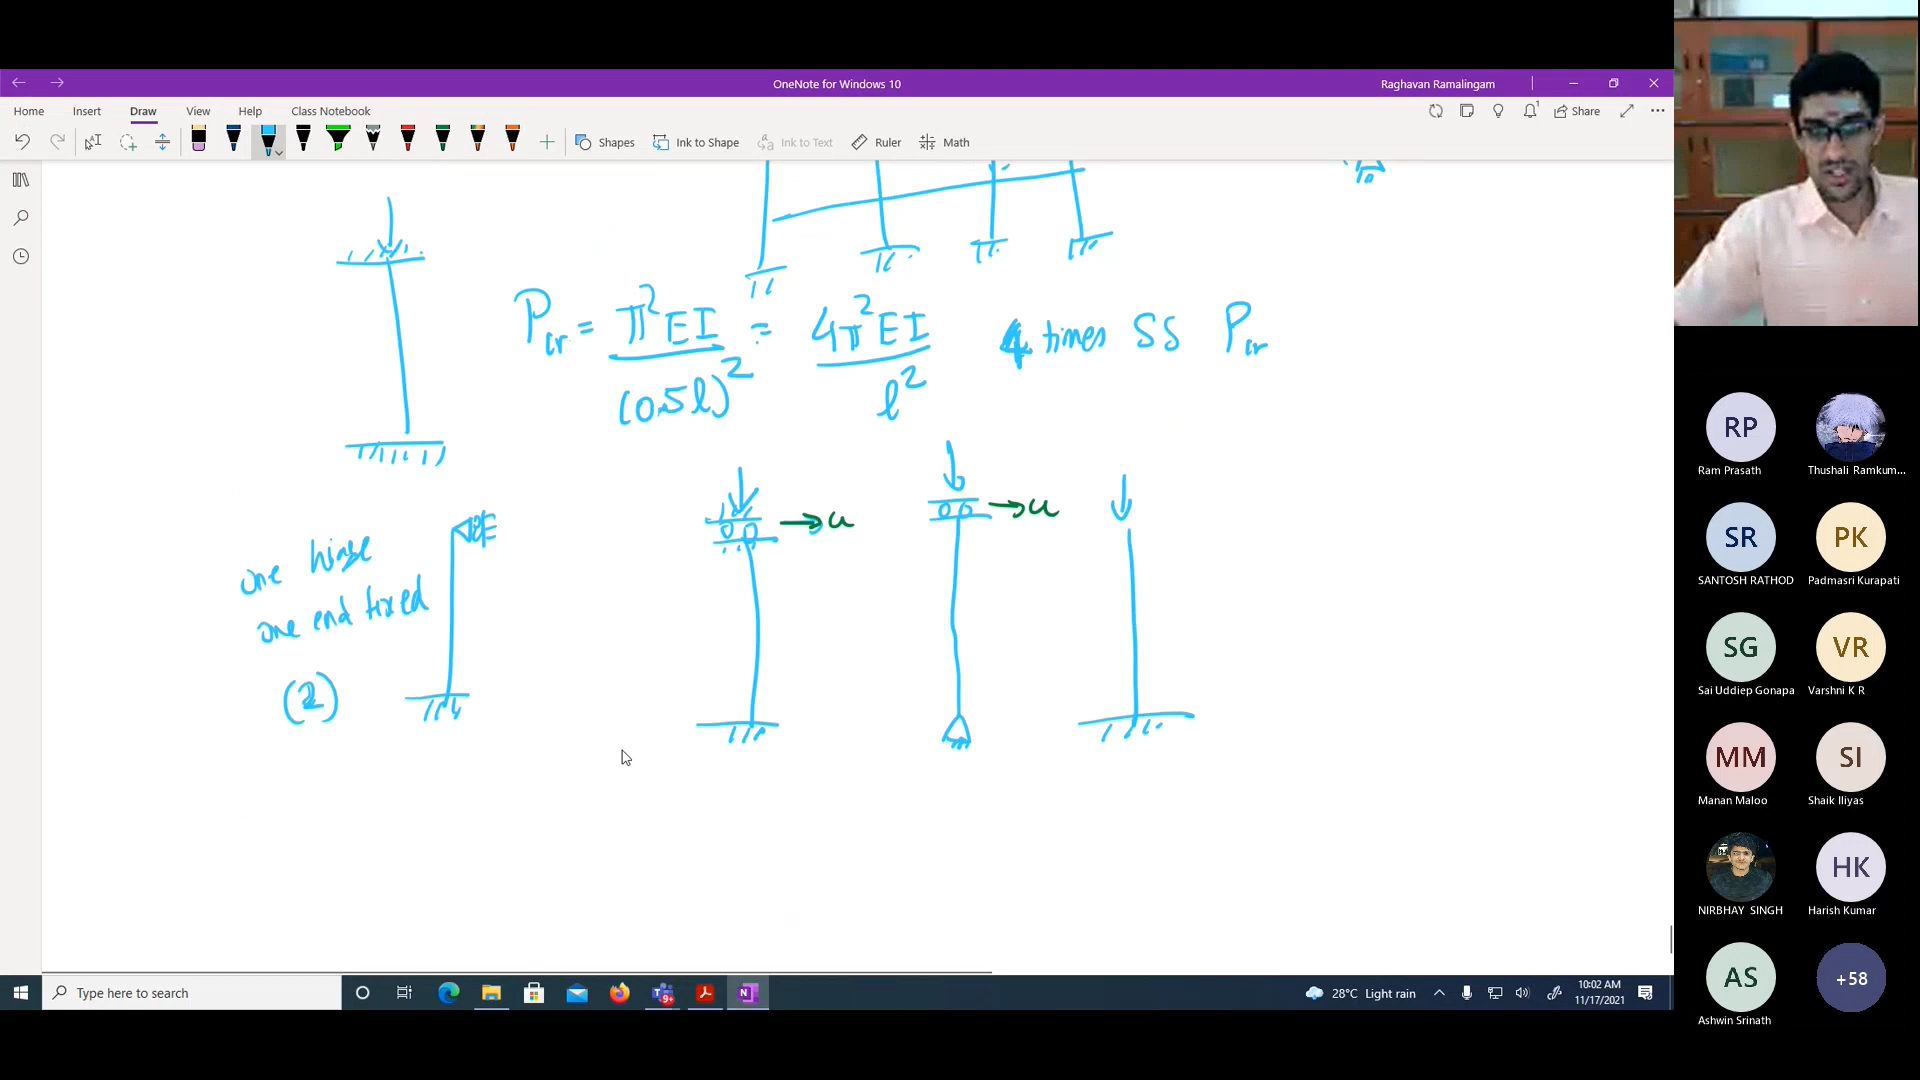 OneNote for Windows 10
Raghavan Ramalingam
Home Insert Draw View Help Class Notebook
Share
Shapes Ink to Shape Ink to Text Ruler Math
P_cr = π²EI / (0.5l)² = 4π²EI / l² 4 times SS P_cr
u
u
one hinge
one end fixed
(2)
RP
Ram Prasath
Thushali Ramkum...
SR
SANTOSH RATHOD
PK
Padmasri Kurapati
SG
Sai Uddiep Gonapa
VR
Varshni K R
MM
Manan Maloo
SI
Shaik Iliyas
NIRBHAY SINGH
HK
Harish Kumar
AS
Ashwin Srinath
+58
Type here to search
28°C Light rain
10:02 AM
11/17/2021